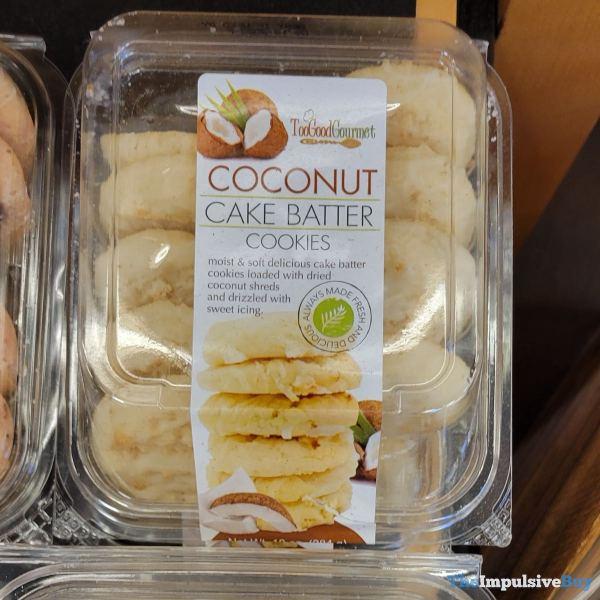 TooGoodGourmet
COCONUT
CAKE BATTER
COOKIES
moist & soft delicious cake batter
cookies loaded with dried
coconut shreds
and drizzled with
sweet icing.
ALWAYS MADE FRESH AND DELICIOUS
TheImpulsiveBuy